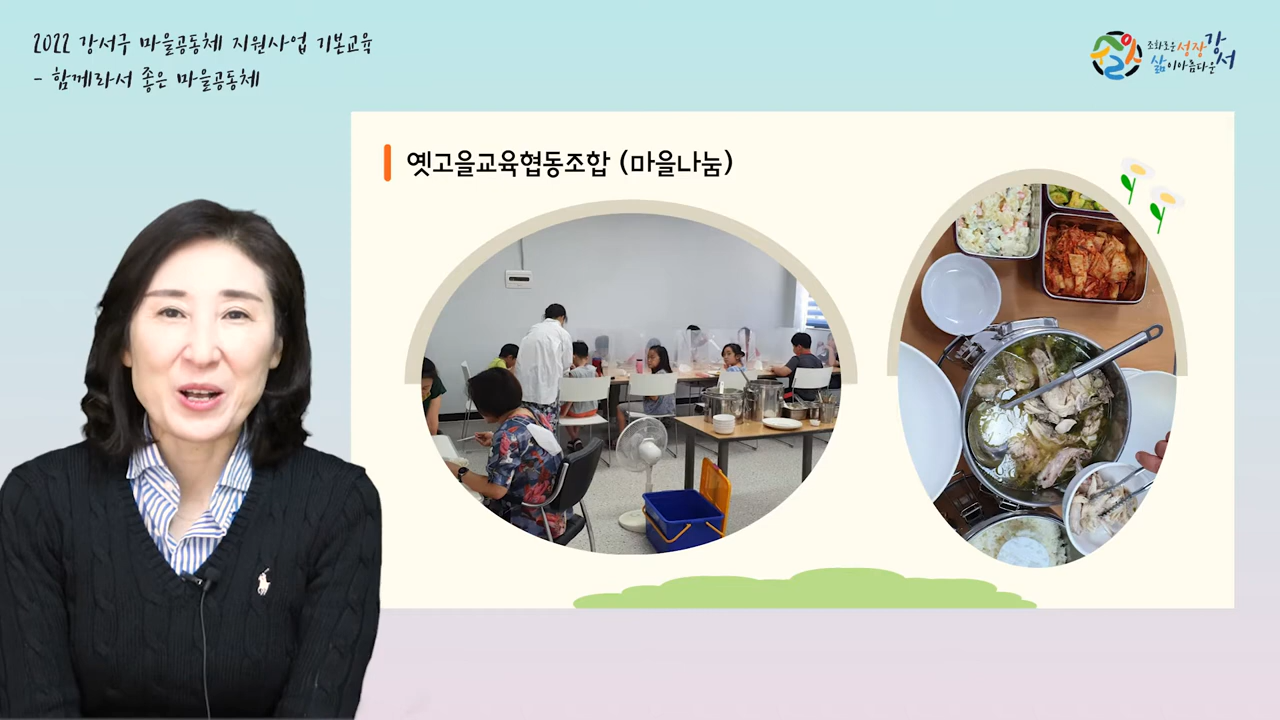 2022 강서구 마을공동체 지원사업 기본교육
- 함께라서 좋은 마을공동체
조화로운 성장 강서
삶이아름다운
옛고을교육협동조합 (마을나눔)